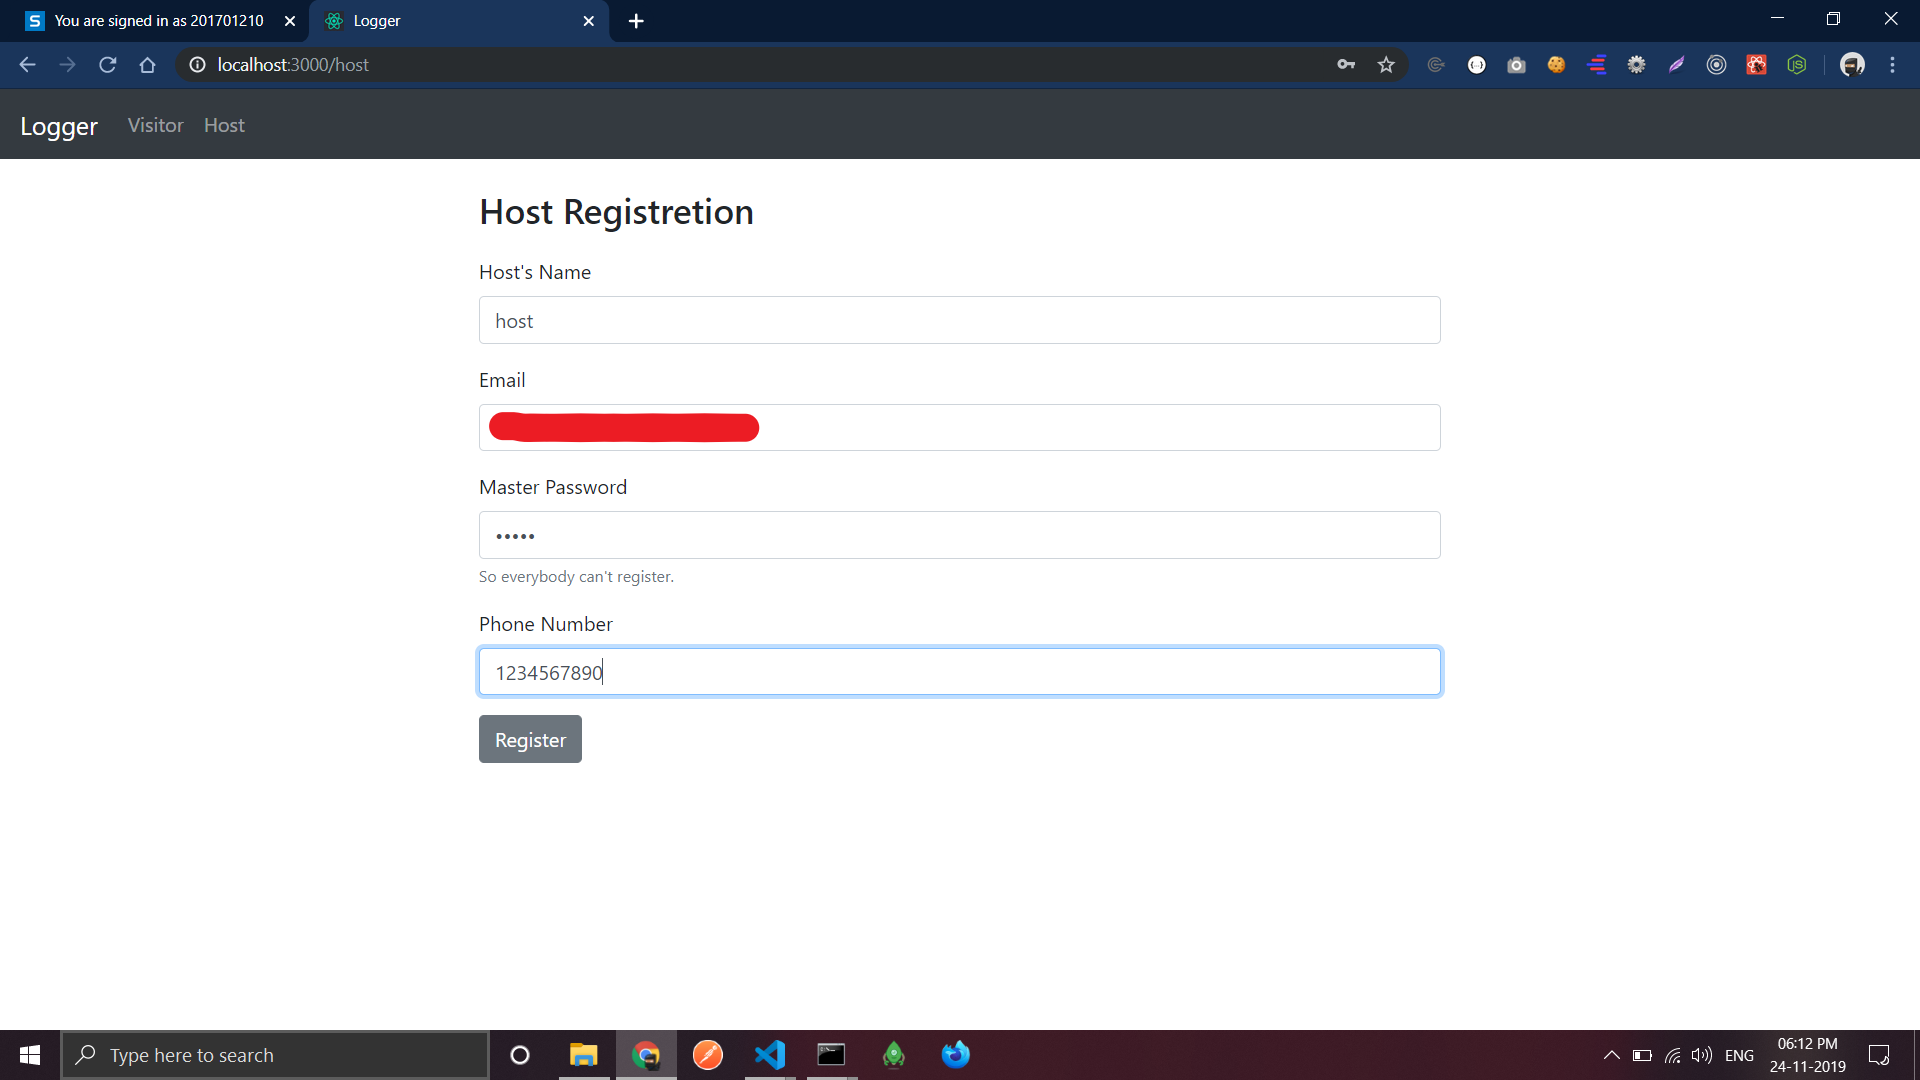 You are signed in as 201701210
Logger
localhost:3000/host
Logger Visitor Host
Host Registretion
Host's Name
host
Email
Master Password
•••••
So everybody can't register.
Phone Number
1234567890
Register
Type here to search
ENG
06:12 PM
24-11-2019